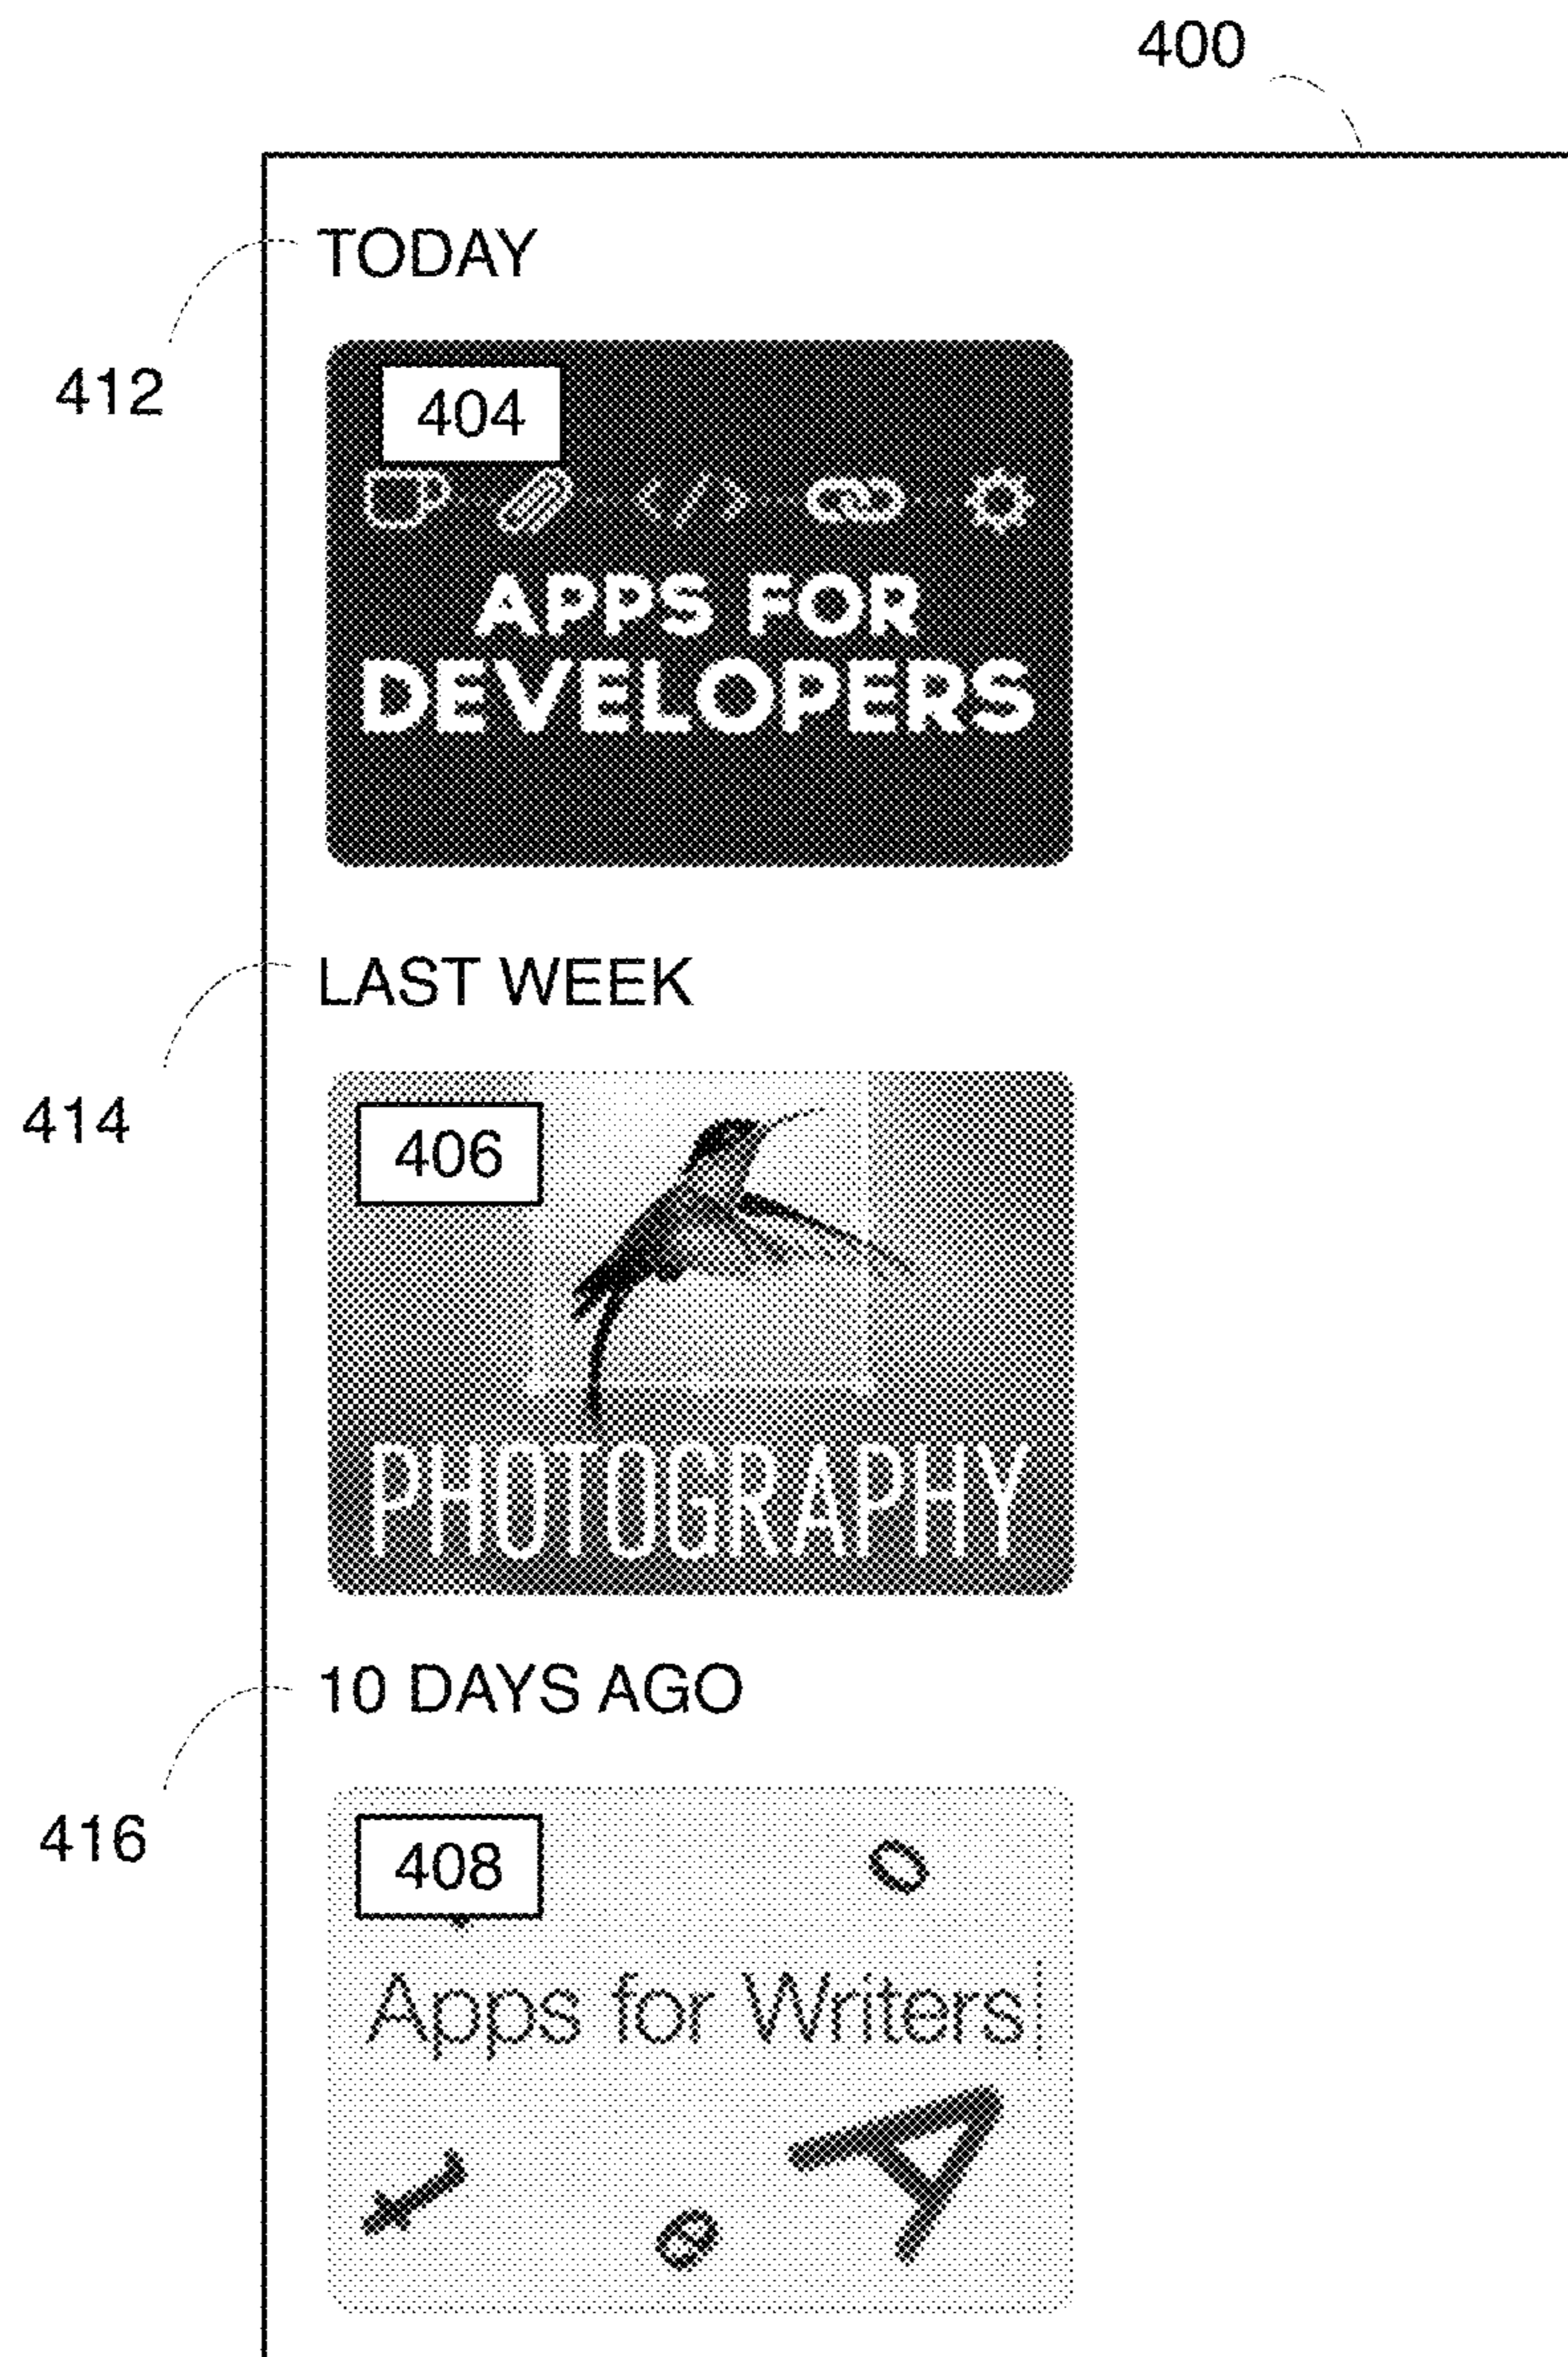 400
TODAY
412
404
</>
APPS FOR
DEVELOPERS
LAST WEEK
414
406
PHOTOGRAPHY
10 DAYS AGO
416
408
o
Apps for Writers!
A
t
e